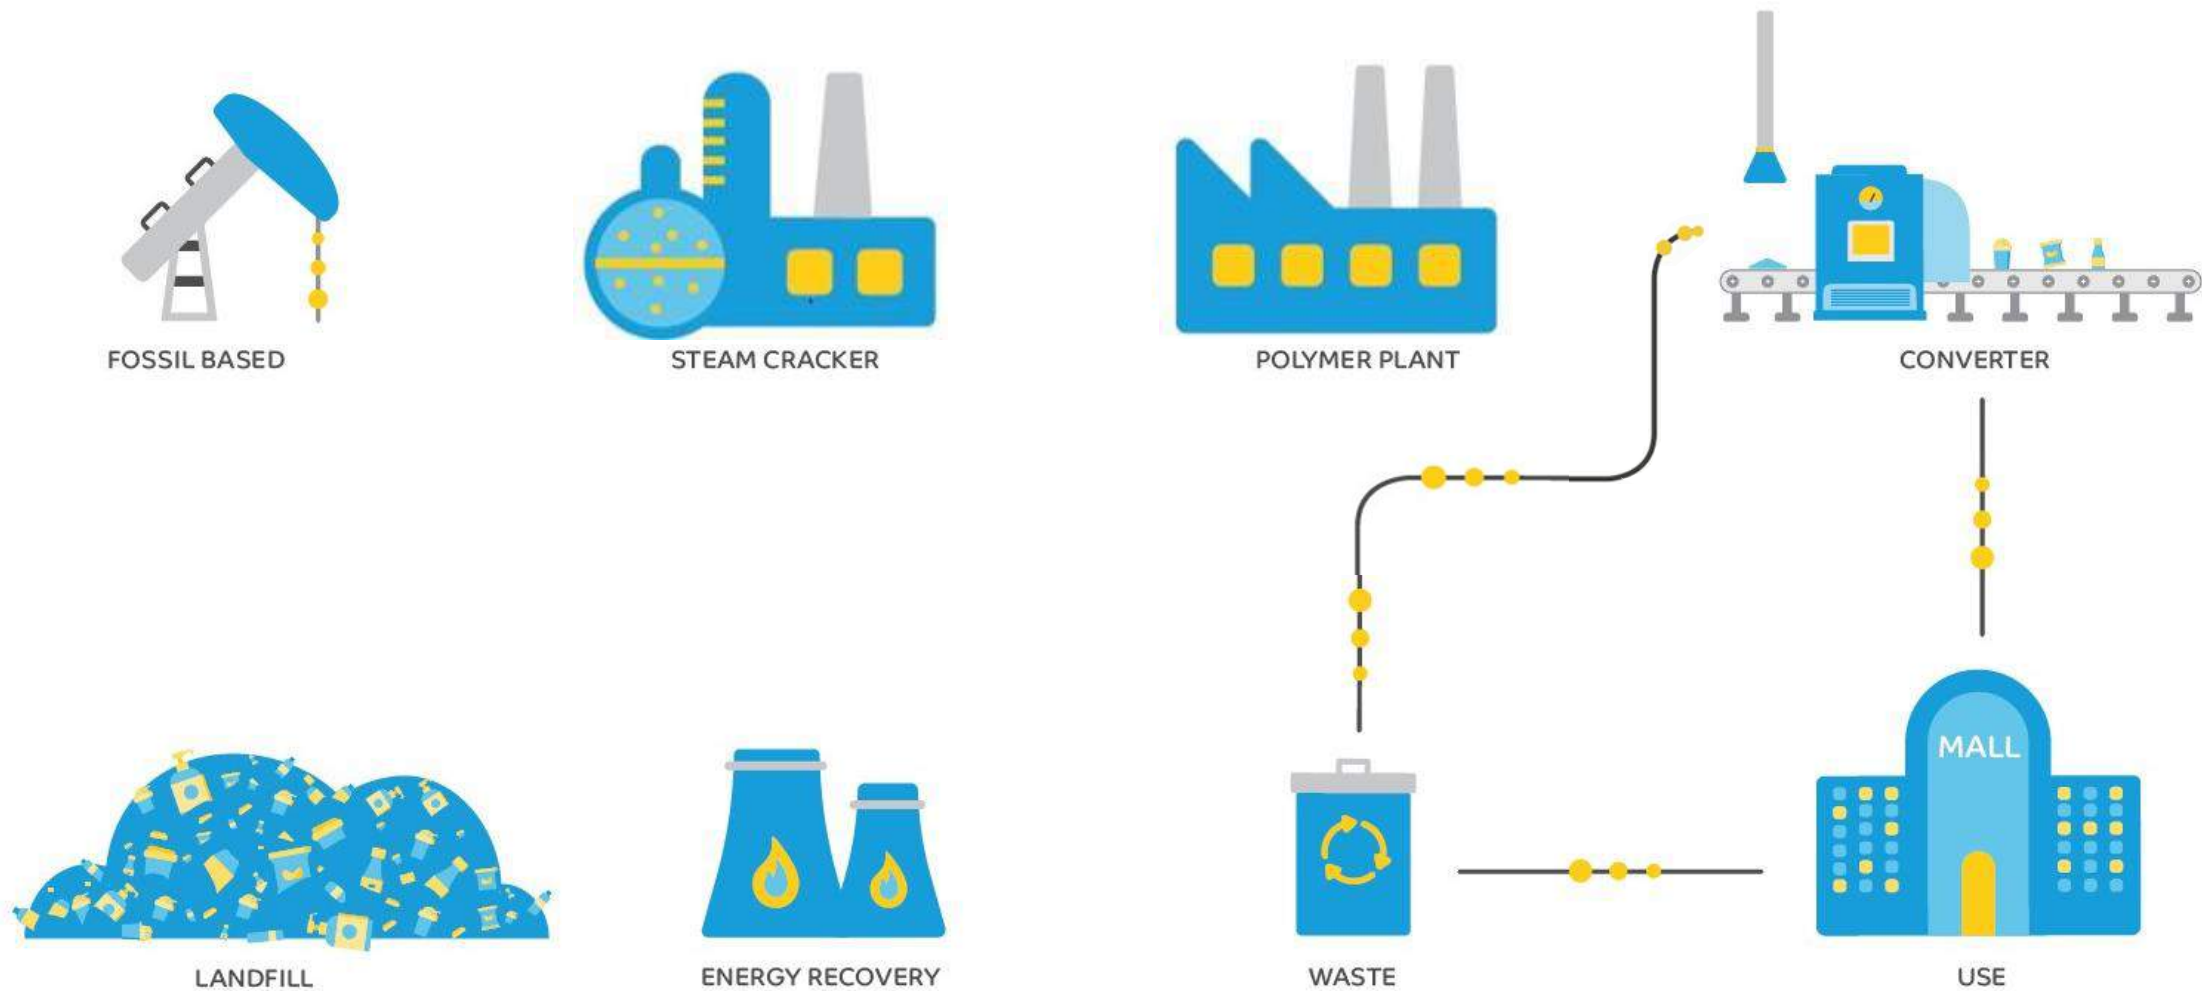 FOSSIL BASED
STEAM CRACKER
POLYMER PLANT
CONVERTER
MALL
LANDFILL
ENERGY RECOVERY
WASTE
USE